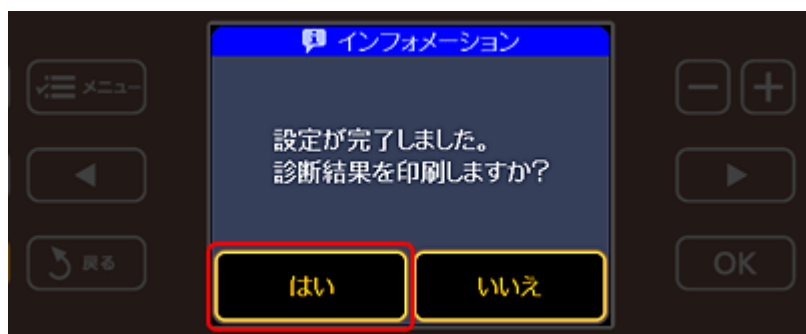 インフォメーション
メニュー
設定が完了しました。
診断結果を印刷しますか?
戻る
はい
いいえ
OK